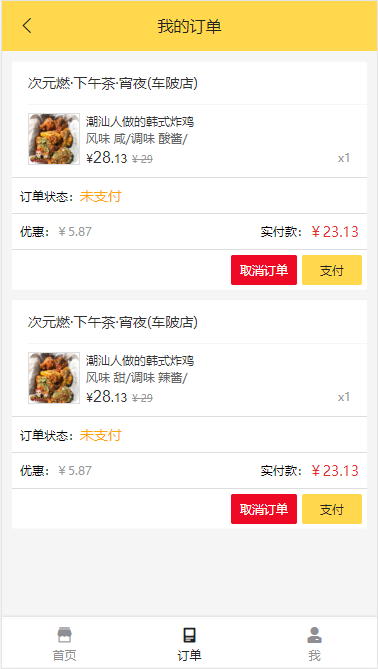 我的订单
次元燃·下午茶·宵夜(车陂店)
潮汕人做的韩式炸鸡
风味 咸/调味 酸酱/
¥28.13 ¥ 29 x1
订单状态：未支付
优惠：￥5.87 实付款：￥23.13
取消订单 支付
次元燃·下午茶·宵夜(车陂店)
潮汕人做的韩式炸鸡
风味 甜/调味 辣酱/
¥28.13 ¥ 29 x1
订单状态：未支付
优惠：￥5.87 实付款：￥23.13
取消订单 支付
首页 订单 我